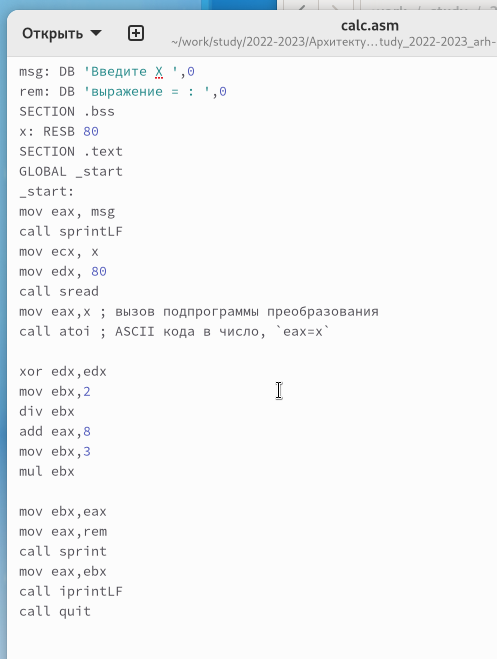 calc.asm
Открыть
~/work/study/2022-2023/Архитекту…tudy_2022-2023_arh-
msg: DB 'Введите X ',0
rem: DB 'выражение = : ',0
SECTION .bss
x: RESB 80
SECTION .text
GLOBAL _start
_start:
mov eax, msg
call sprintLF
mov ecx, x
mov edx, 80
call sread
mov eax,x ; вызов подпрограммы преобразования
call atoi ; ASCII кода в число, `eax=x`
xor edx,edx
mov ebx,2
div ebx
add eax,8
mov ebx,3
mul ebx
mov ebx,eax
mov eax,rem
call sprint
mov eax,ebx
call iprintLF
call quit